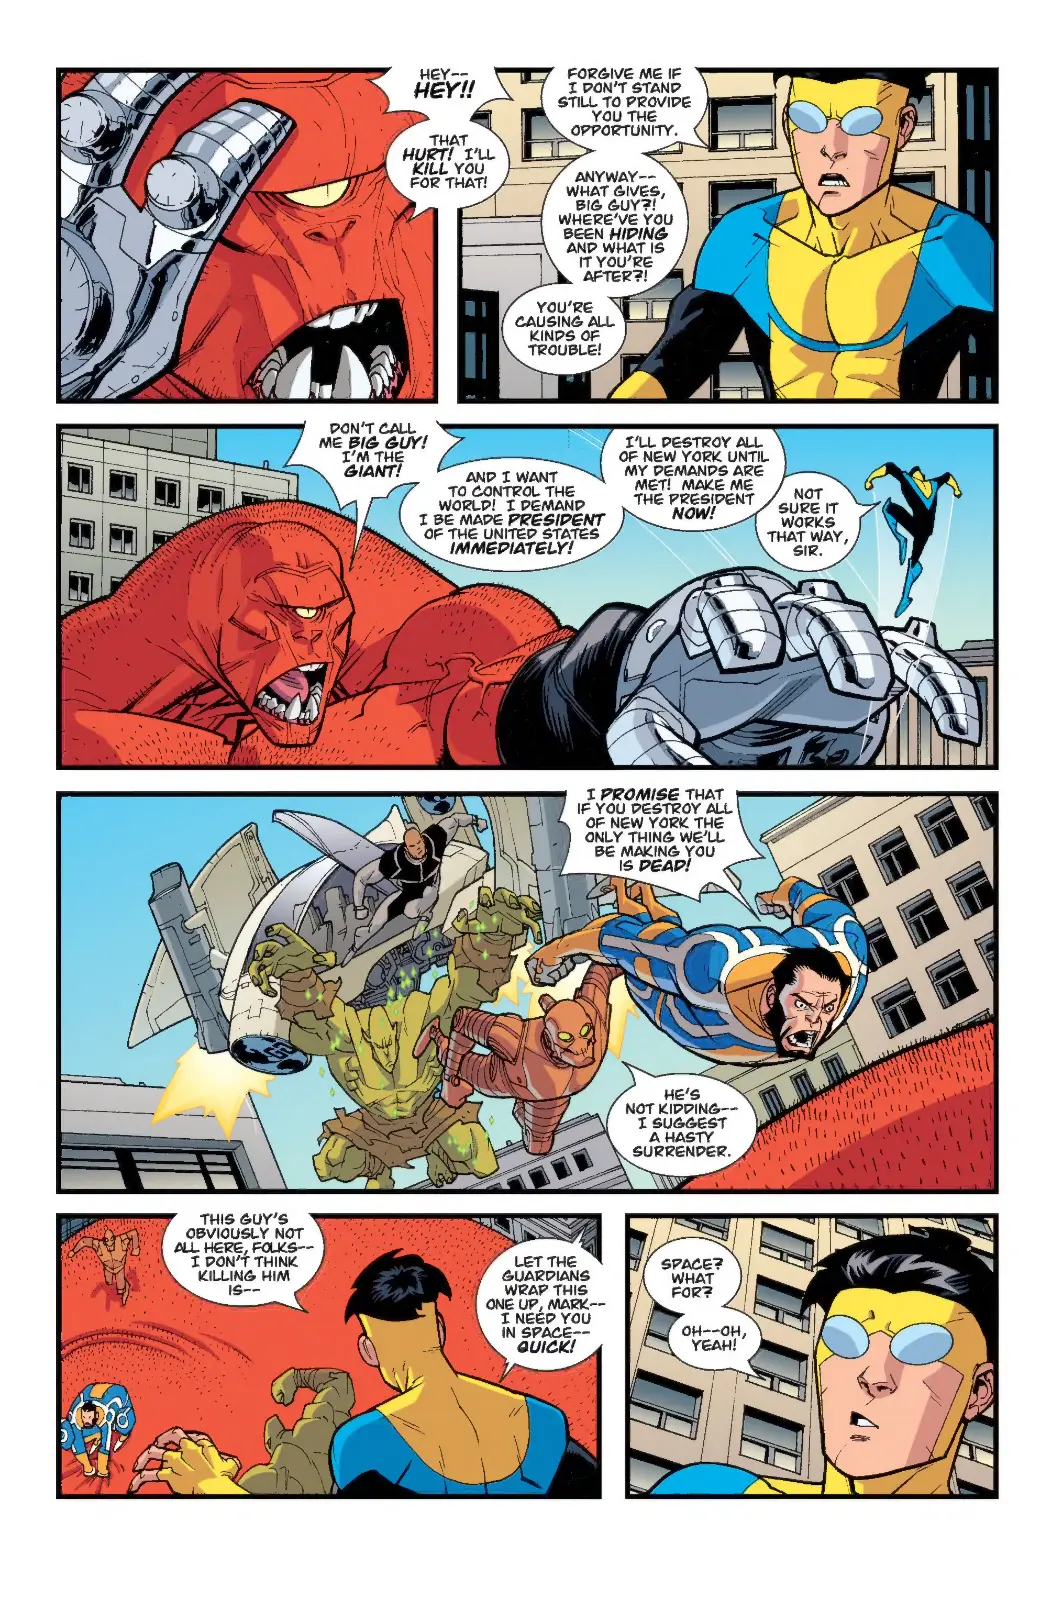 HEY--
HEY!!
THAT
HURT! I'LL
KILL YOU
FOR THAT!
FORGIVE ME IF
I DON'T STAND
STILL TO PROVIDE
YOU THE
OPPORTUNITY.
ANYWAY--
WHAT GIVES,
BIG GUY?!
WHERE'VE YOU
BEEN HIDING
AND WHAT IS
IT YOU'RE
AFTER?!
YOU'RE
CAUSING ALL
KINDS OF
TROUBLE!
DON'T CALL
ME BIG GUY!
I'M THE
GIANT!
AND I WANT
TO CONTROL THE
WORLD! I DEMAND
I BE MADE PRESIDENT
OF THE UNITED STATES
IMMEDIATELY!
I'LL DESTROY ALL
OF NEW YORK UNTIL
MY DEMANDS ARE
MET! MAKE ME
THE PRESIDENT
NOW!
NOT
SURE IT
WORKS
THAT WAY,
SIR.
I PROMISE THAT
IF YOU DESTROY ALL
OF NEW YORK THE
ONLY THING WE'LL
BE MAKING YOU
IS DEAD!
HE'S
NOT KIDDING--
I SUGGEST
A HASTY
SURRENDER.
THIS GUY'S
OBVIOUSLY NOT
ALL HERE, FOLKS--
I DON'T THINK
KILLING HIM
IS--
LET THE
GUARDIANS
WRAP THIS
ONE UP, MARK--
I NEED YOU
IN SPACE--
QUICK!
SPACE?
WHAT
FOR?
OH--OH,
YEAH!